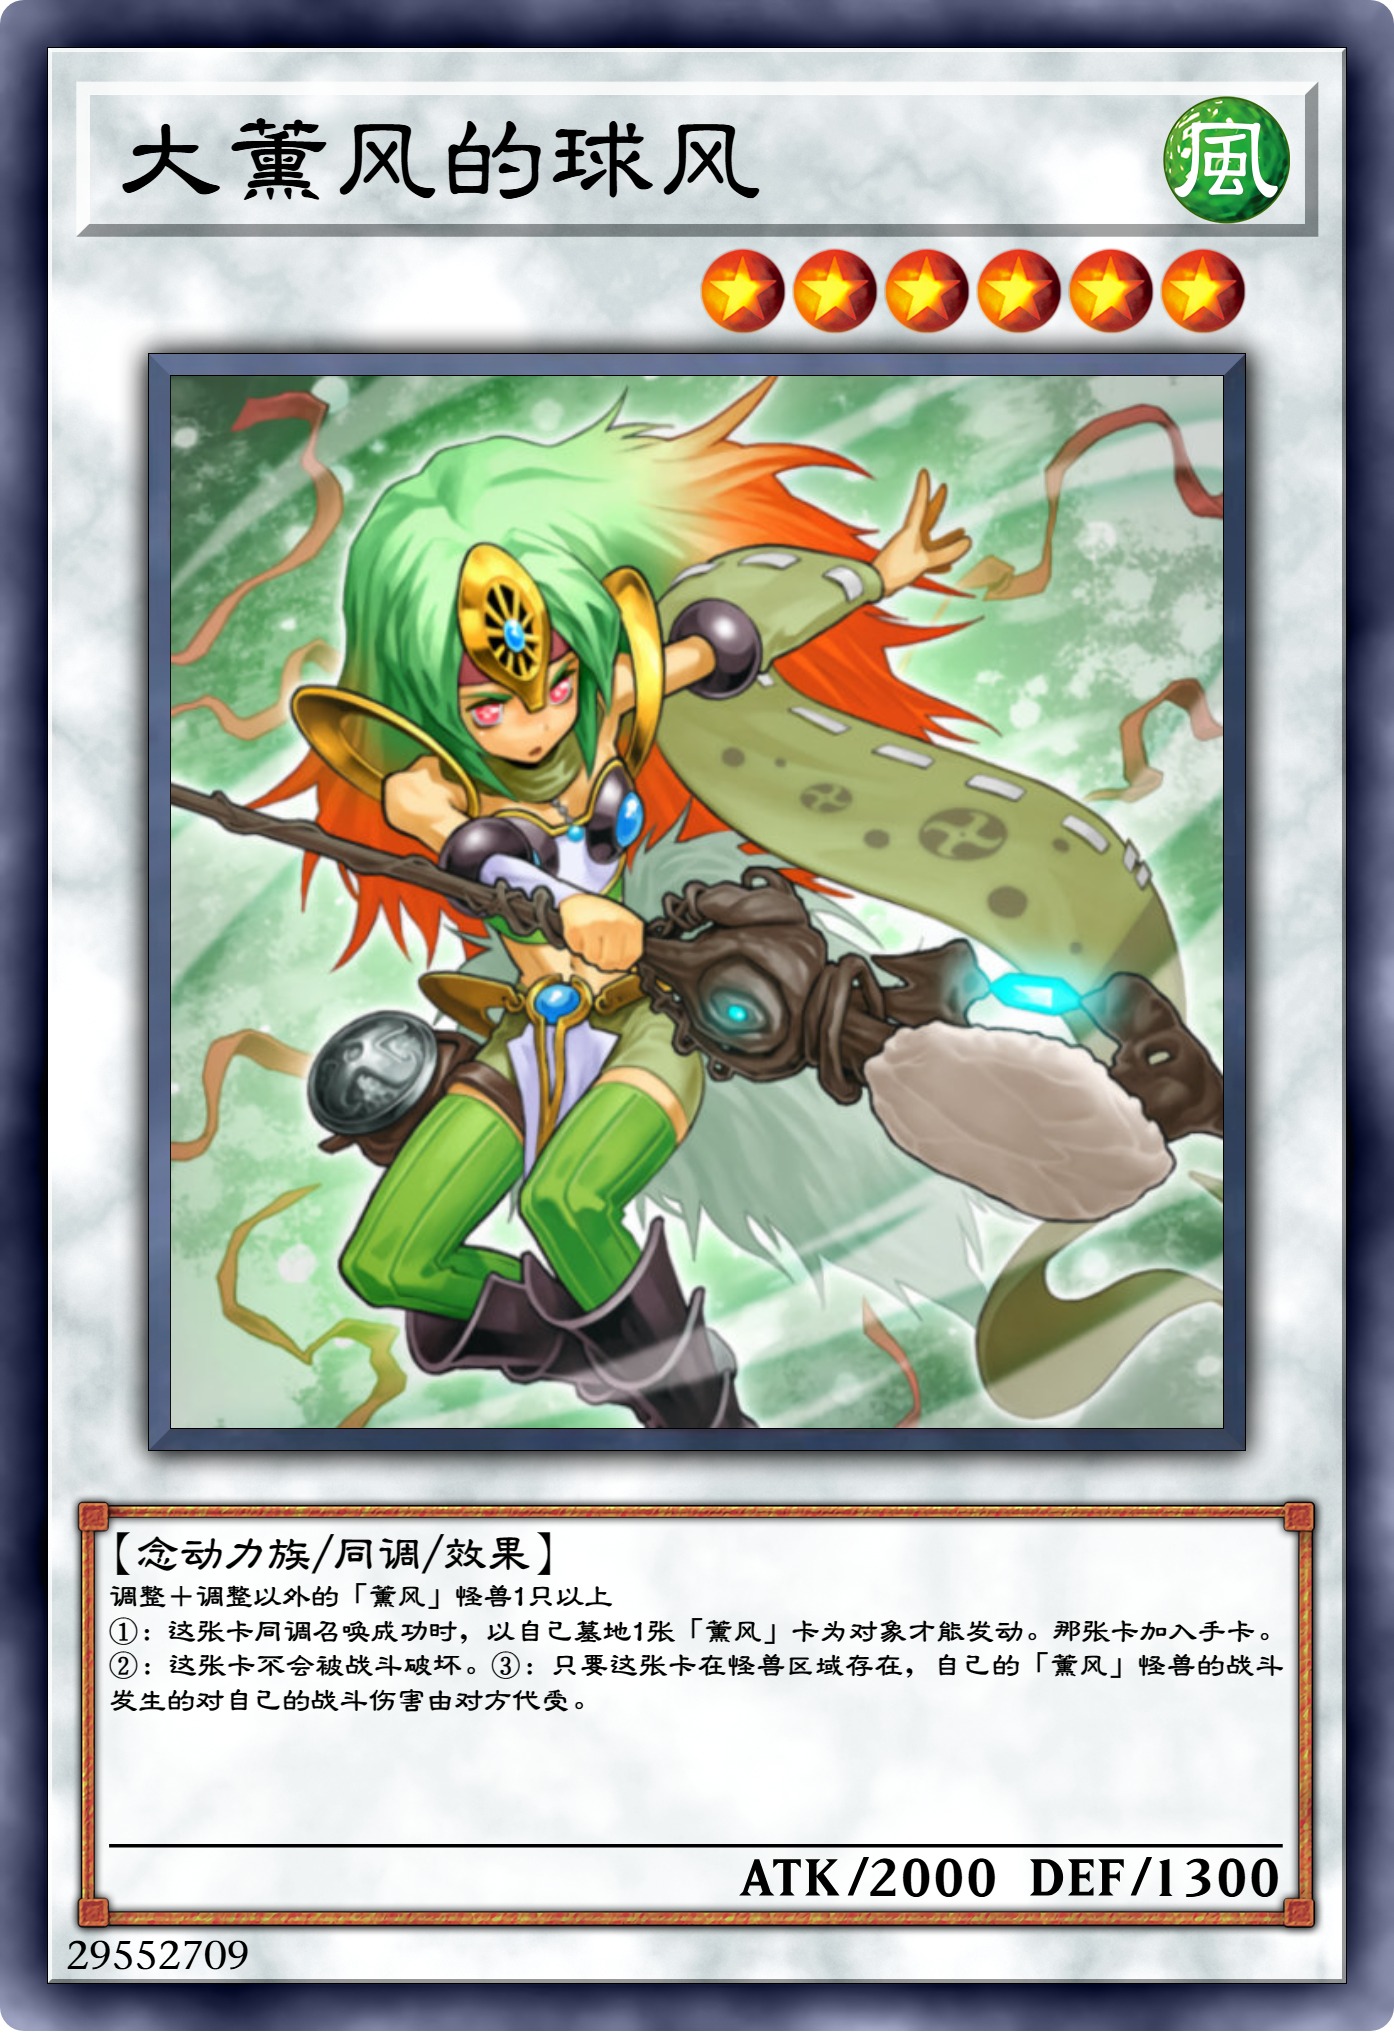 大薰风的球风
風
【念动力族/同调/效果】
调整＋调整以外的「薰风」怪兽1只以上
①：这张卡同调召唤成功时，以自己墓地1张「薰风」卡为对象才能发动。那张卡加入手卡。
②：这张卡不会被战斗破坏。③：只要这张卡在怪兽区域存在，自己的「薰风」怪兽的战斗
发生的对自己的战斗伤害由对方代受。
ATK/2000 DEF/1300
29552709